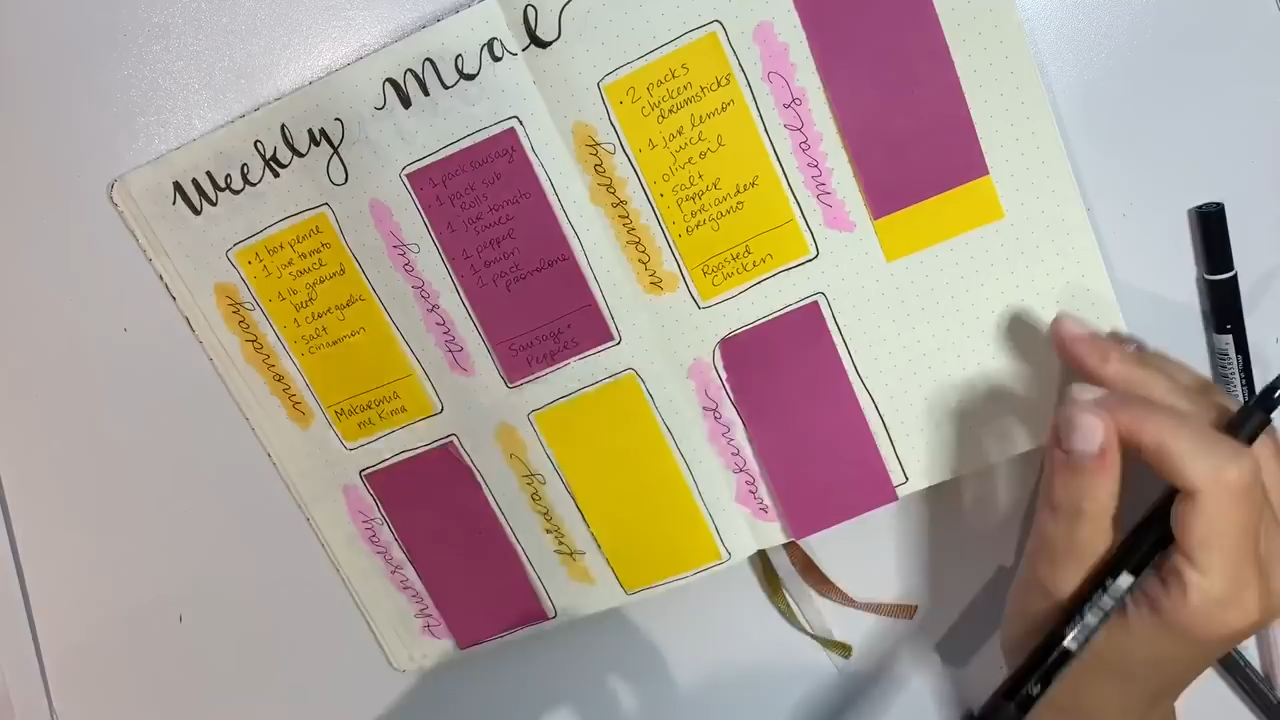 Weekly Meal
monday
• 1 box penne
• 1 jar tomato
sauce
• 1 lb. ground
beef
• 1 clove garlic
• salt
• cinammon
Makaronia
me Kima
tuesday
• 1 pack sausage
• 1 pack sub
rolls
• 1 jar tomato
sauce
• 1 pepper
• 1 onion
• 1 pack
provolone
Sausage +
Peppers
wednesday
• 2 packs
chicken
drumsticks
• 1 jar lemon
juice
• olive oil
• salt
• pepper
• coriander
• oregano
Roasted
Chicken
thursday
friday
weekend
meals